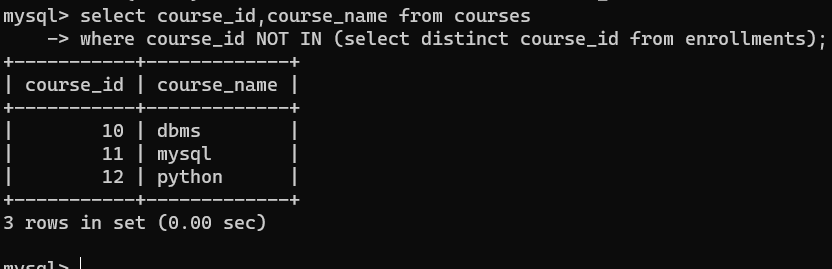 mysql> select course_id,course_name from courses
    -> where course_id NOT IN (select distinct course_id from enrollments);
+-----------+-------------+
| course_id | course_name |
+-----------+-------------+
|        10 | dbms        |
|        11 | mysql       |
|        12 | python      |
+-----------+-------------+
3 rows in set (0.00 sec)

mysql>